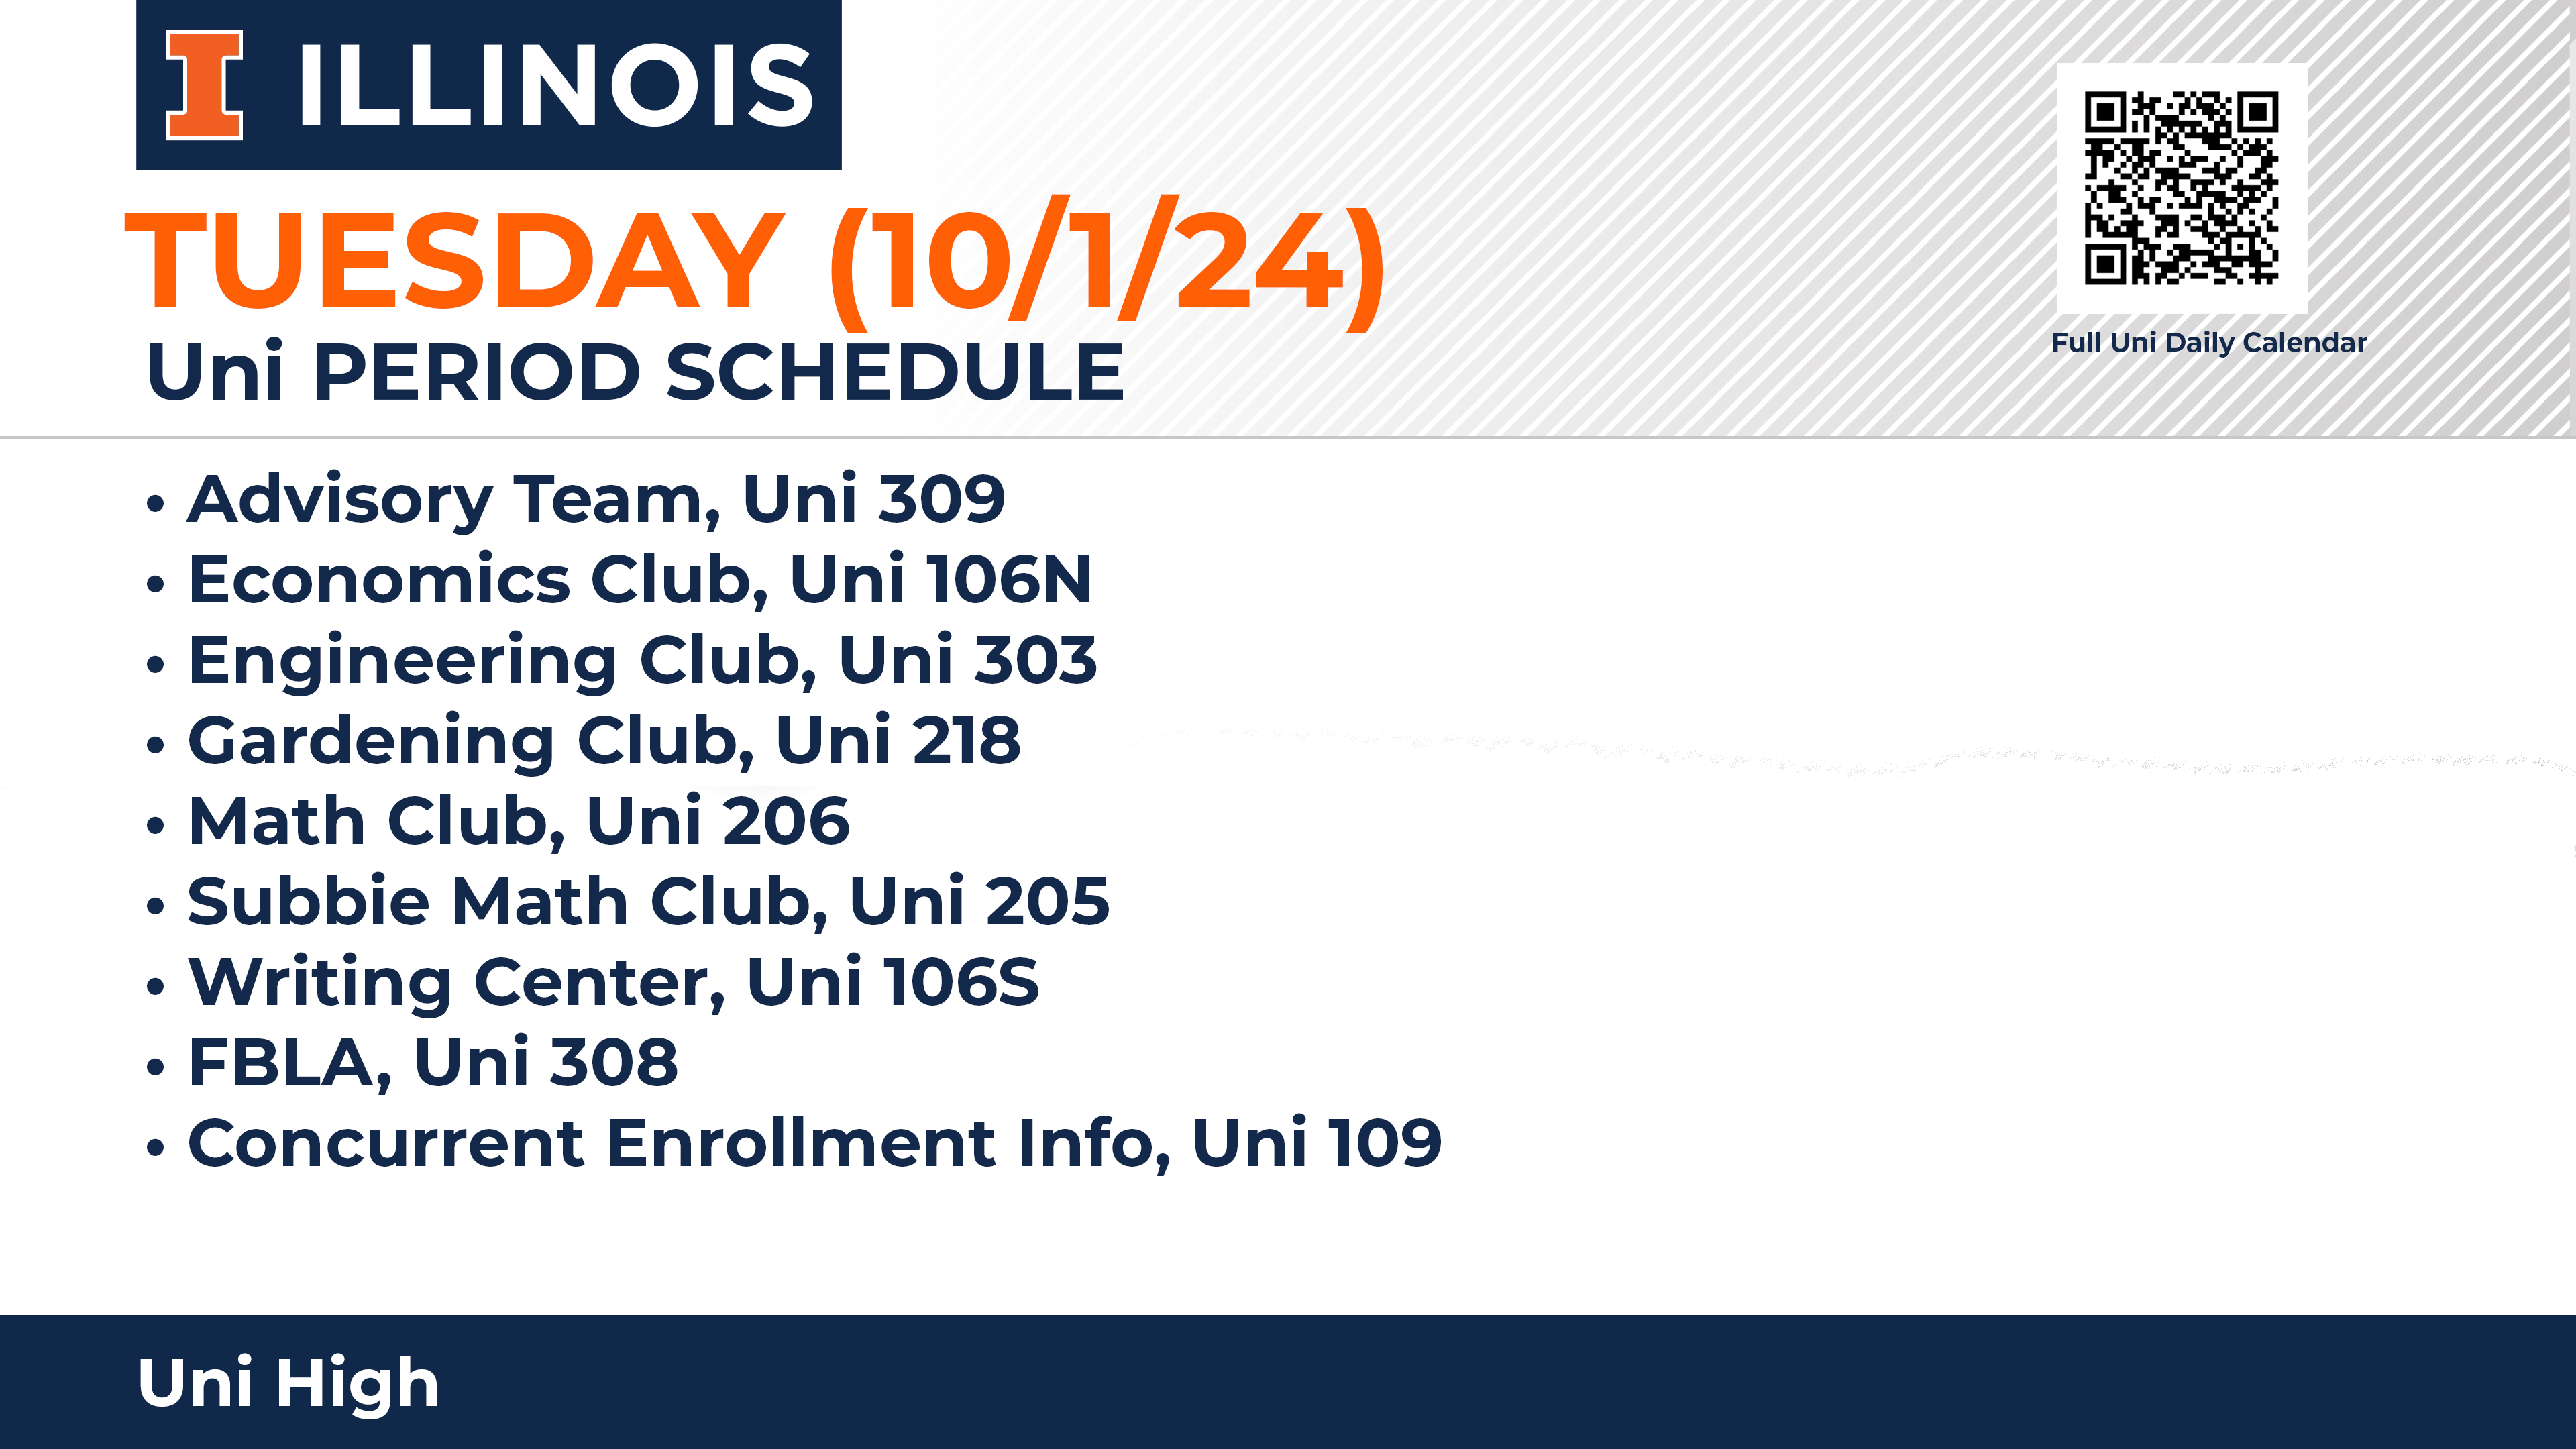 I ILLINOIS
TUESDAY (10/1/24)
Uni PERIOD SCHEDULE
Full Uni Daily Calendar
• Advisory Team, Uni 309
• Economics Club, Uni 106N
• Engineering Club, Uni 303
• Gardening Club, Uni 218
• Math Club, Uni 206
• Subbie Math Club, Uni 205
• Writing Center, Uni 106S
• FBLA, Uni 308
• Concurrent Enrollment Info, Uni 109
Uni High